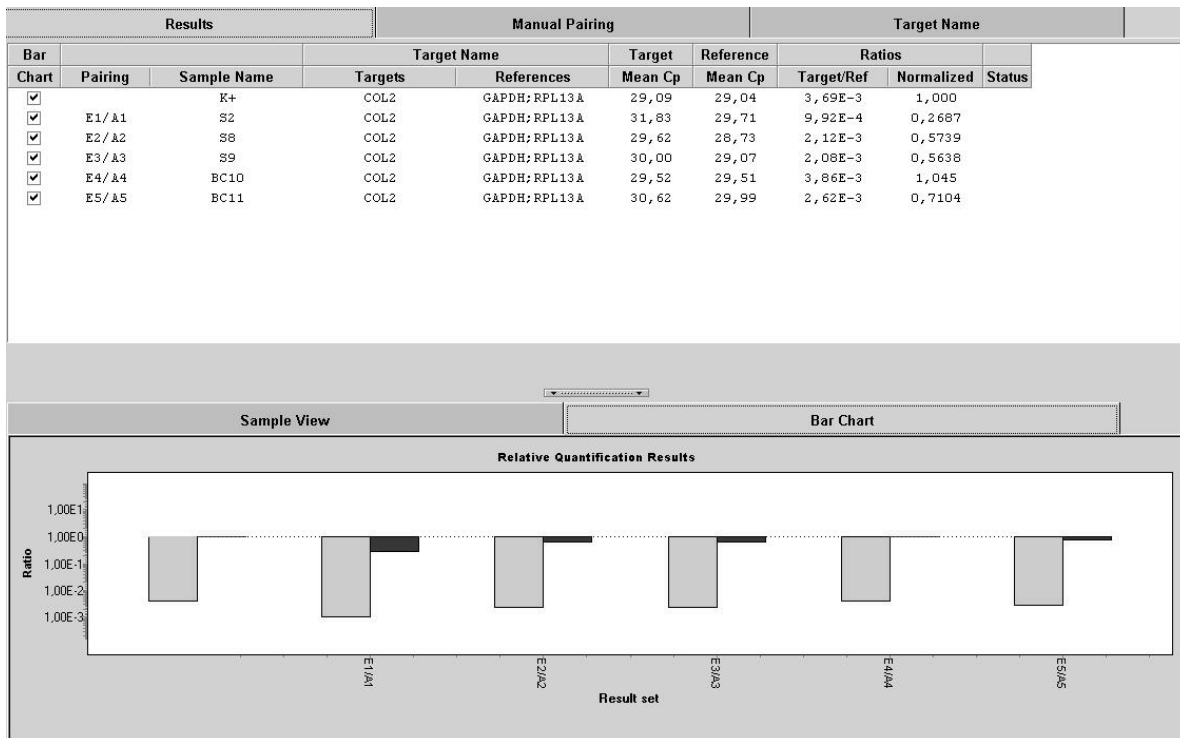 Results Manual Pairing Target Name
Bar Target Name Target Reference Ratios
Chart Pairing Sample Name Targets References Mean Cp Mean Cp Target/Ref Normalized Status
K+ COL2 GAPDH;RPL13A 29,09 29,04 3,69E-3 1,000
E1/A1 S2 COL2 GAPDH;RPL13A 31,83 29,71 9,92E-4 0,2687
E2/A2 S8 COL2 GAPDH;RPL13A 29,62 28,73 2,12E-3 0,5739
E3/A3 S9 COL2 GAPDH;RPL13A 30,00 29,07 2,08E-3 0,5638
E4/A4 BC10 COL2 GAPDH;RPL13A 29,52 29,51 3,86E-3 1,045
E5/A5 BC11 COL2 GAPDH;RPL13A 30,62 29,99 2,62E-3 0,7104
Sample View Bar Chart
Relative Quantification Results
Ratio
1,00E1
1,00E0
1,00E-1
1,00E-2
1,00E-3
E1/A1 E2/A2 E3/A3 E4/A4 E5/A5
Result set